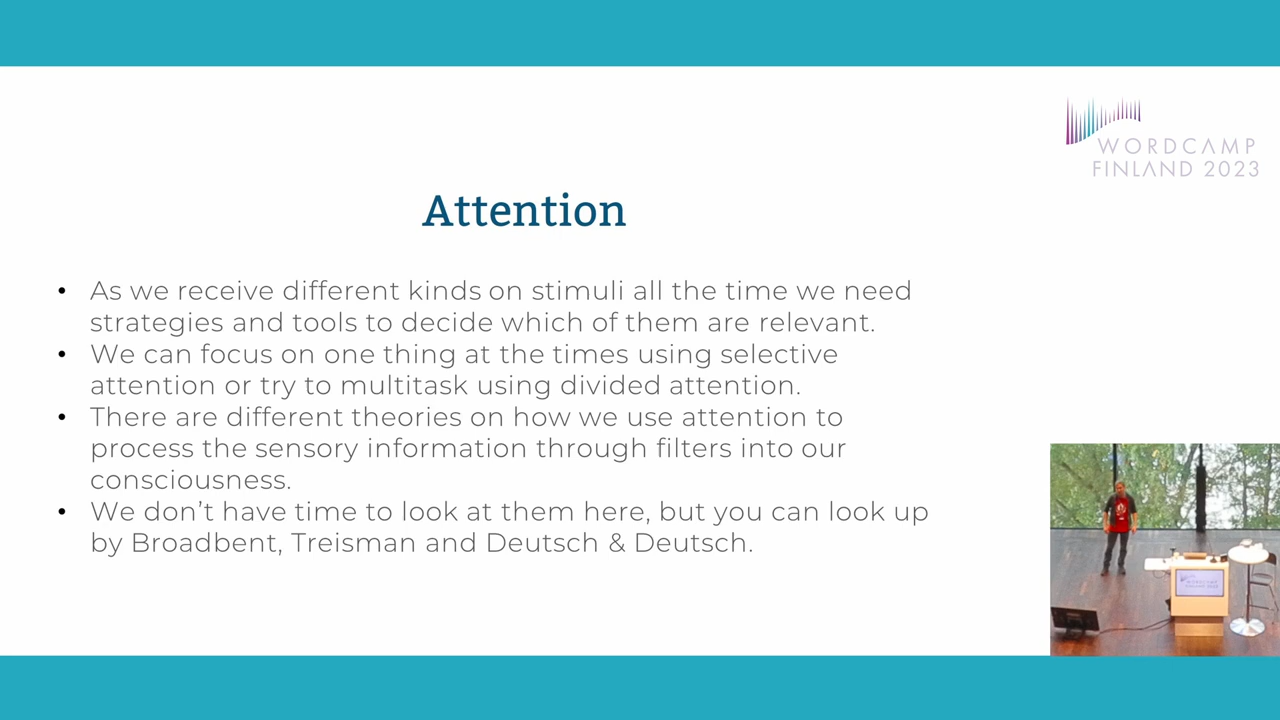 WORDCAMP
FINLAND 2023
Attention
• As we receive different kinds on stimuli all the time we need
strategies and tools to decide which of them are relevant.
• We can focus on one thing at the times using selective
attention or try to multitask using divided attention.
• There are different theories on how we use attention to
process the sensory information through filters into our
consciousness.
• We don’t have time to look at them here, but you can look up
by Broadbent, Treisman and Deutsch & Deutsch.
WORDCAMP
FINLAND 2023